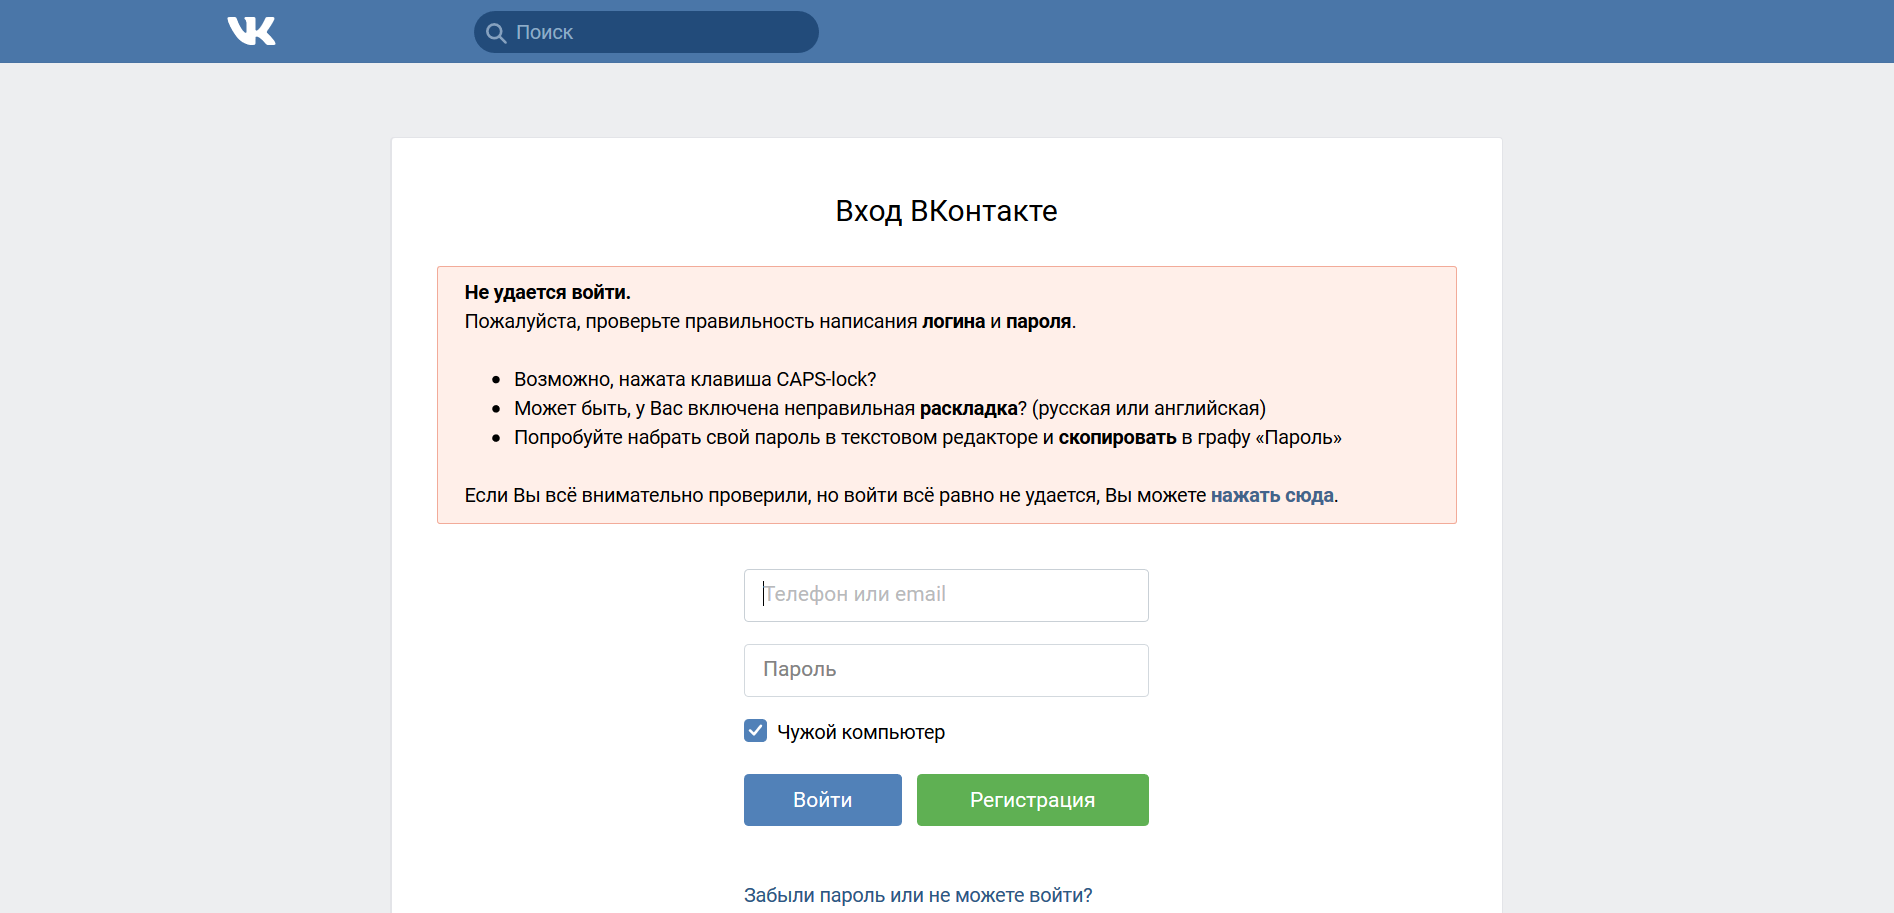 VK
Поиск
Вход ВКонтакте
Не удается войти.
Пожалуйста, проверьте правильность написания логина и пароля.
Возможно, нажата клавиша CAPS-lock?
Может быть, у Вас включена неправильная раскладка? (русская или английская)
Попробуйте набрать свой пароль в текстовом редакторе и скопировать в графу «Пароль»
Если Вы всё внимательно проверили, но войти всё равно не удается, Вы можете нажать сюда.
Телефон или email
Пароль
Чужой компьютер
Войти
Регистрация
Забыли пароль или не можете войти?